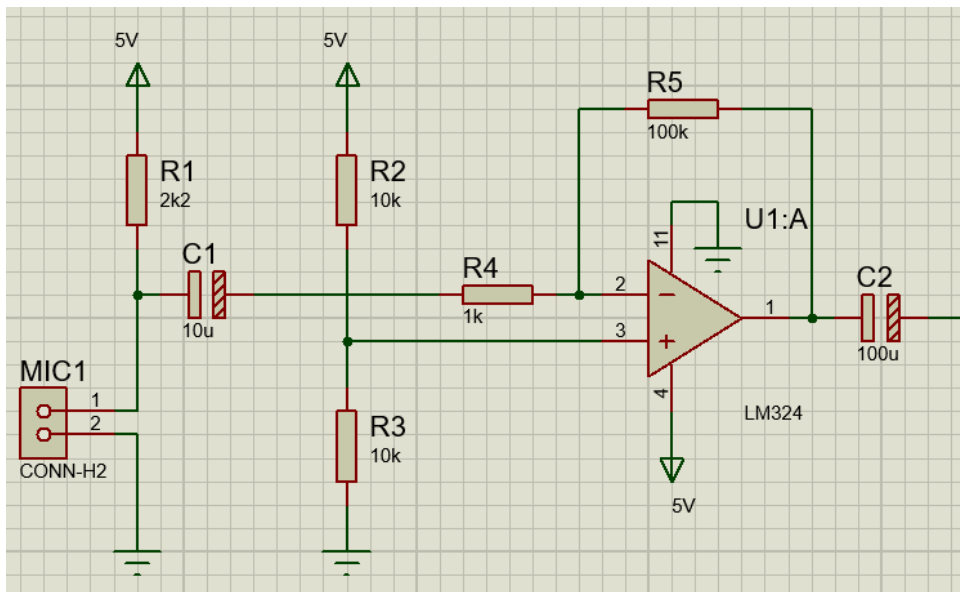 5V
5V
R5
100k
R1
2k2
R2
10k
U1:A
11
C1
10u
R4
1k
2
3
1
4
C2
100u
LM324
MIC1
1
2
CONN-H2
R3
10k
5V